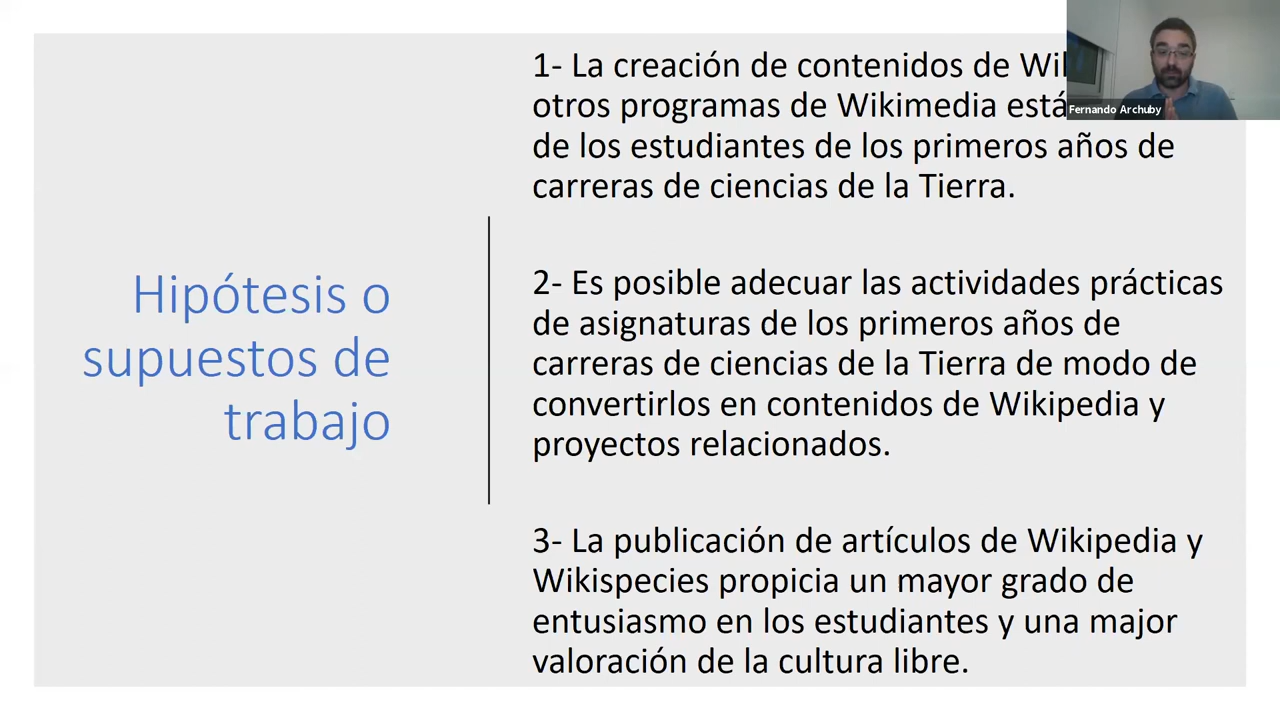 Hipótesis o
supuestos de
trabajo
1- La creación de contenidos de
otros programas de Wikimedia está
de los estudiantes de los primeros años de
carreras de ciencias de la Tierra.
2- Es posible adecuar las actividades prácticas
de asignaturas de los primeros años de
carreras de ciencias de la Tierra de modo de
convertirlos en contenidos de Wikipedia y
proyectos relacionados.
3- La publicación de artículos de Wikipedia y
Wikispecies propicia un mayor grado de
entusiasmo en los estudiantes y una major
valoración de la cultura libre.
Fernando Archuby